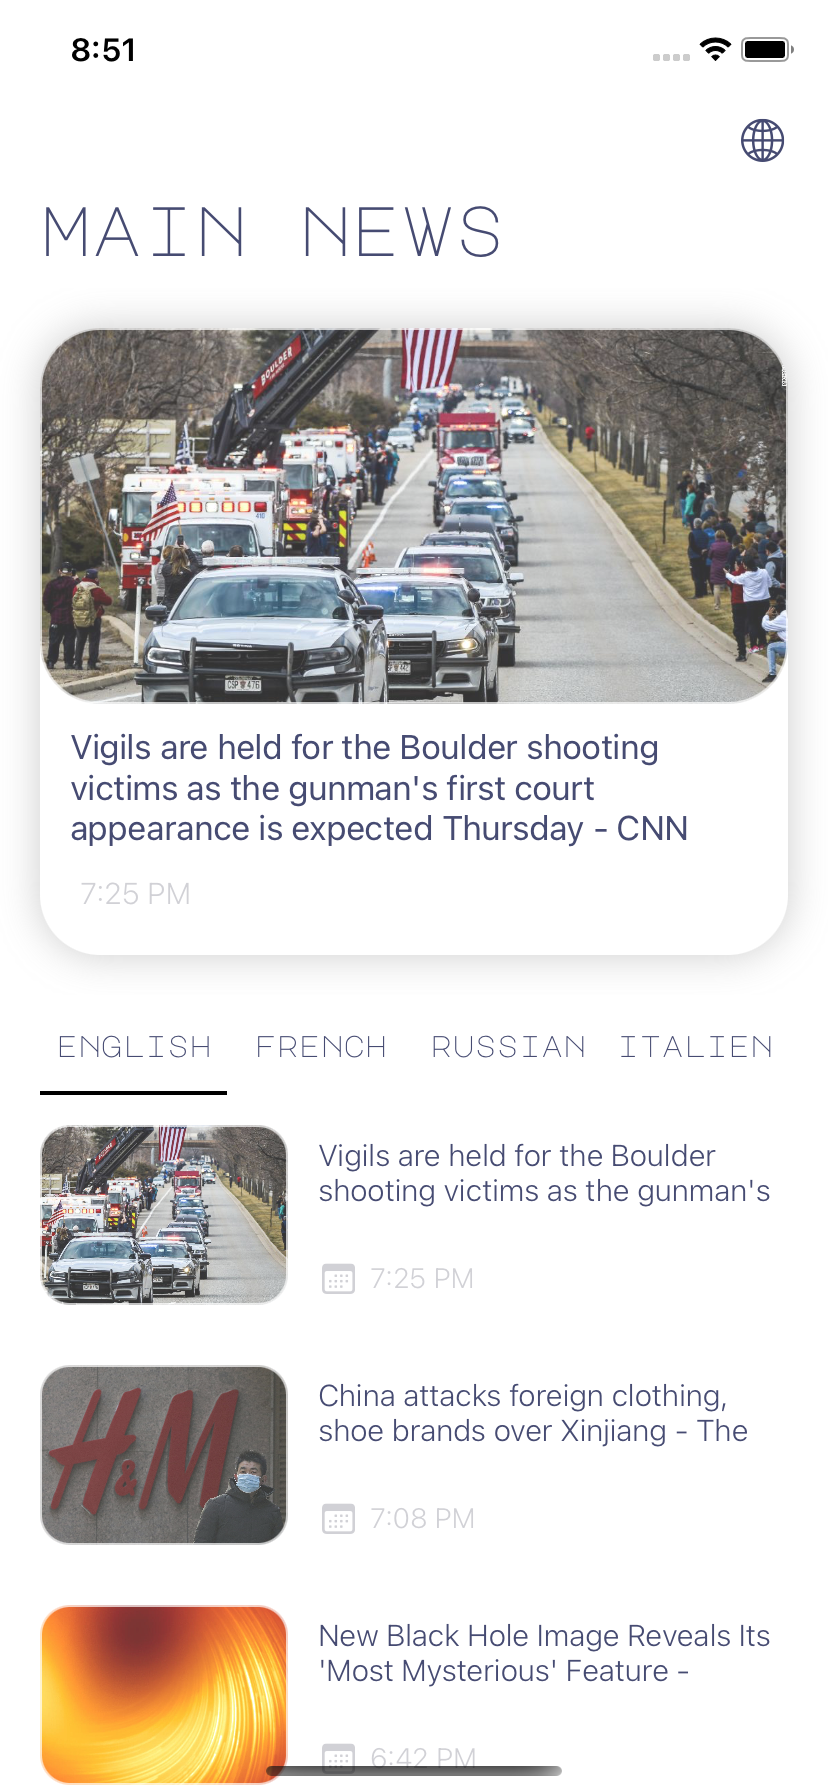 8:51
MAIN NEWS
BOULDER
Vigils are held for the Boulder shooting
victims as the gunman's first court
appearance is expected Thursday - CNN
7:25 PM
ENGLISH FRENCH RUSSIAN ITALIEN
Vigils are held for the Boulder
shooting victims as the gunman's
7:25 PM
H&M
China attacks foreign clothing,
shoe brands over Xinjiang - The
7:08 PM
New Black Hole Image Reveals Its
'Most Mysterious' Feature -
6:42 PM